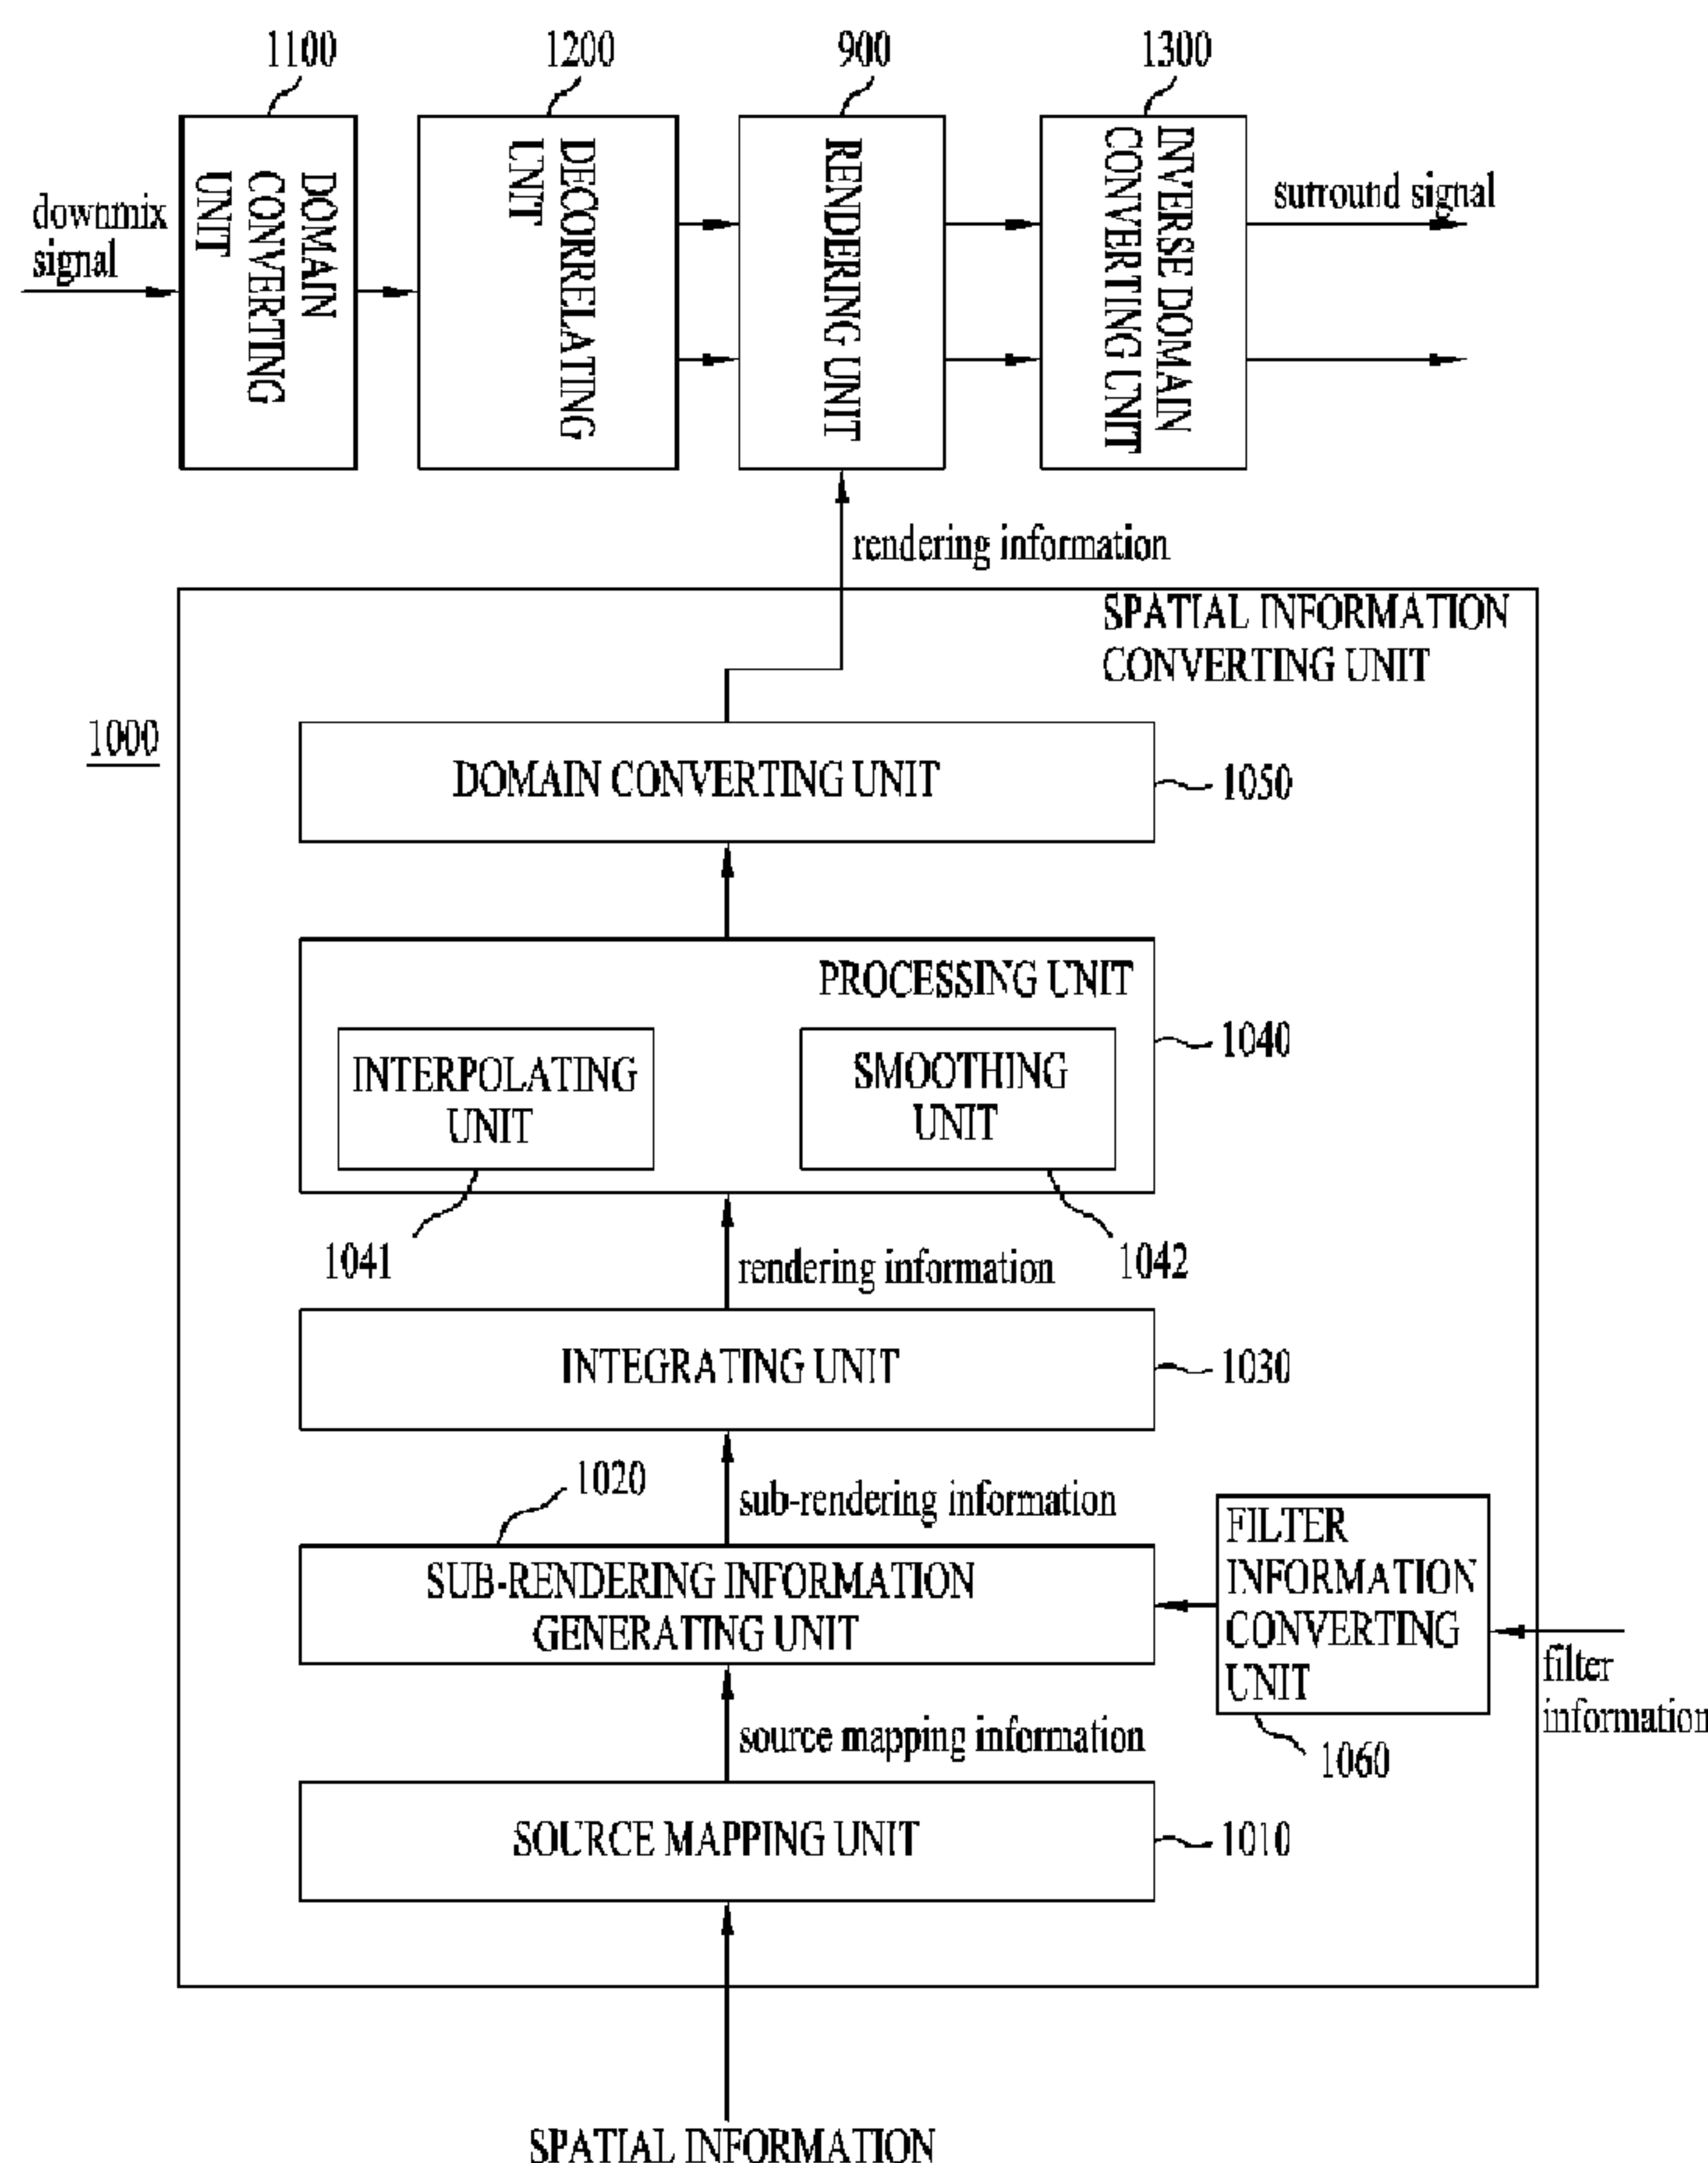 1100
1200
900
1300
downmix
signal
DOMAIN
CONVERTING
UNIT
DECORRELATING
UNIT
RENDERING UNIT
INVERSE DOMAIN
CONVERTING UNIT
surround signal
rendering information
SPATIAL INFORMATION
CONVERTING UNIT
1000
DOMAIN CONVERTING UNIT
1050
PROCESSING UNIT
1040
INTERPOLATING
UNIT
SMOOTHING
UNIT
1041
1042
rendering information
INTEGRATING UNIT
1030
1020
sub-rendering information
SUB-RENDERING INFORMATION
GENERATING UNIT
FILTER
INFORMATION
CONVERTING
UNIT
filter
information
1060
source mapping information
SOURCE MAPPING UNIT
1010
SPATIAL INFORMATION